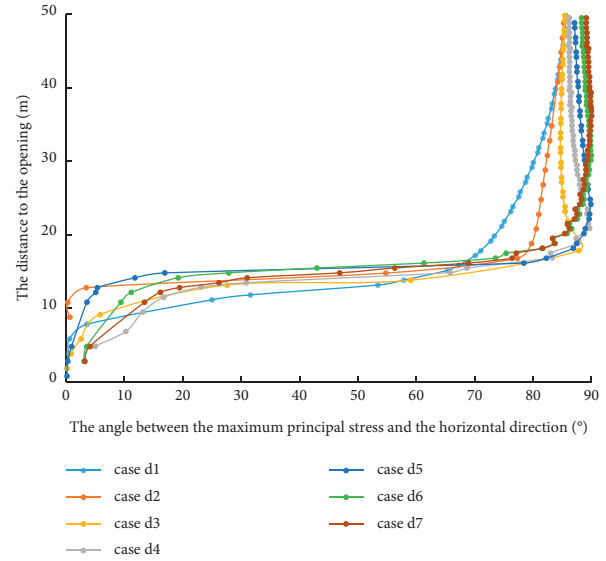 50
40
30
20
10
0
The distance to the opening (m)
0 10 20 30 40 50 60 70 80 90
The angle between the maximum principal stress and the horizontal direction (°)
case d1
case d2
case d3
case d4
case d5
case d6
case d7